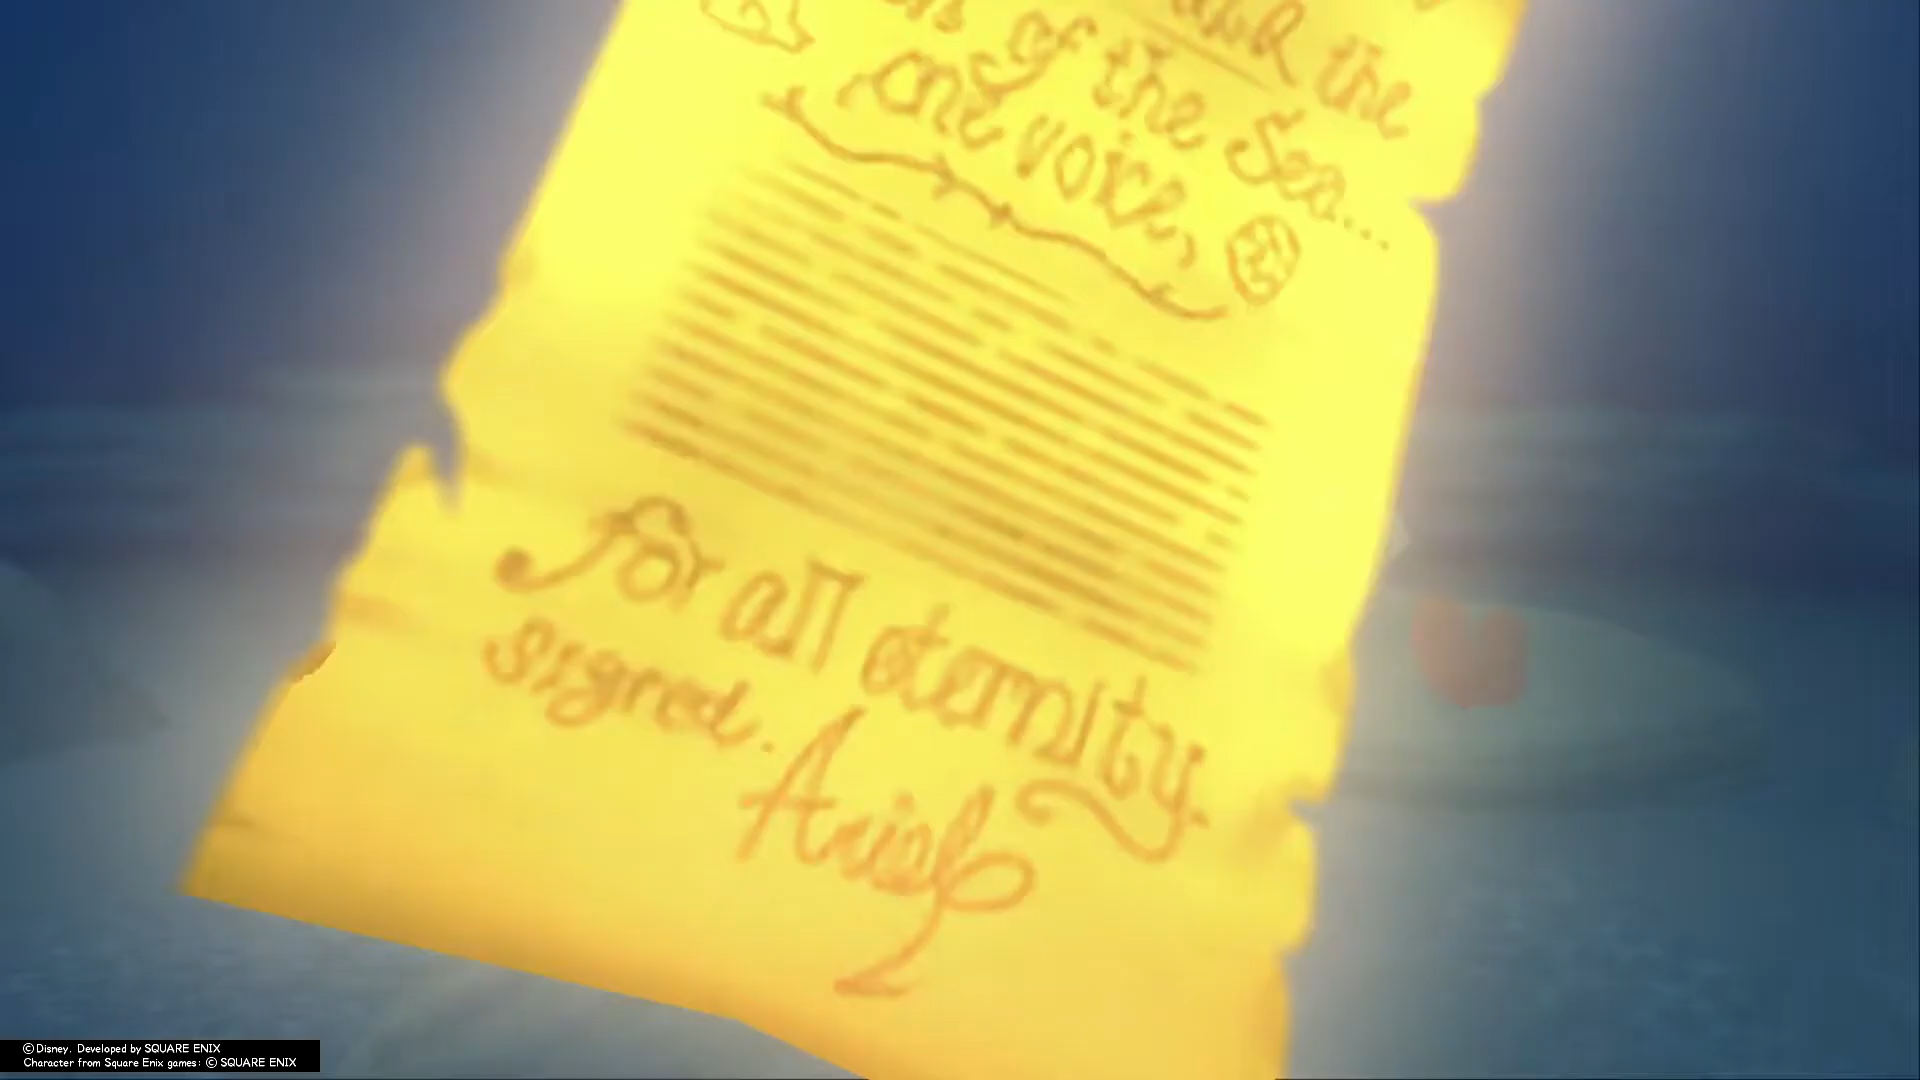 the
of the Sea...
one voice,
for all eternity.
signed.
Ariel
©Disney. Developed by SQUARE ENIX
Character from Square Enix games: © SQUARE ENIX